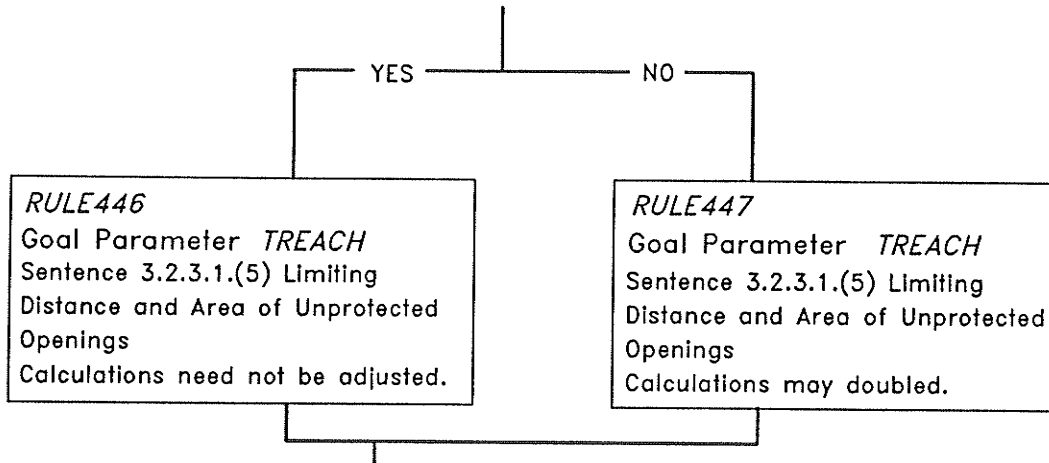 YES NO
RULE446
Goal Parameter TREACH
Sentence 3.2.3.1.(5) Limiting
Distance and Area of Unprotected
Openings
Calculations need not be adjusted.
RULE447
Goal Parameter TREACH
Sentence 3.2.3.1.(5) Limiting
Distance and Area of Unprotected
Openings
Calculations may doubled.